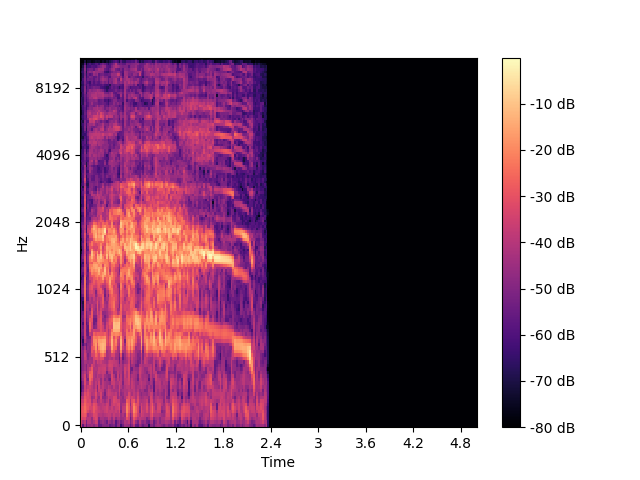 8192
4096
2048
1024
512
0
Hz
0 0.6 1.2 1.8 2.4 3 3.6 4.2 4.8
Time
-10 dB
-20 dB
-30 dB
-40 dB
-50 dB
-60 dB
-70 dB
-80 dB